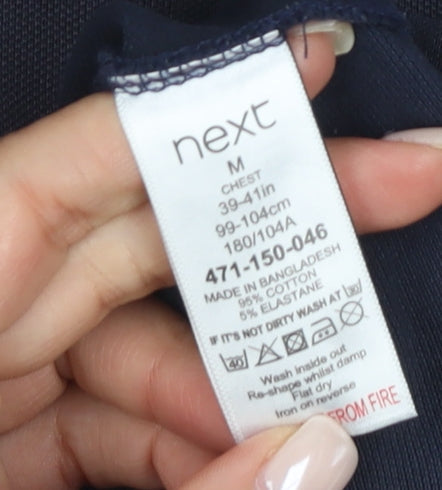 next
M
CHEST
39-41in
99-104cm
180/104A
471-150-046
MADE IN BANGLADESH
95% COTTON
5% ELASTANE
IF IT'S NOT DIRTY WASH AT 30
40
Wash inside out
Re-shape whilst damp
Flat dry
Iron on reverse
FROM FIRE